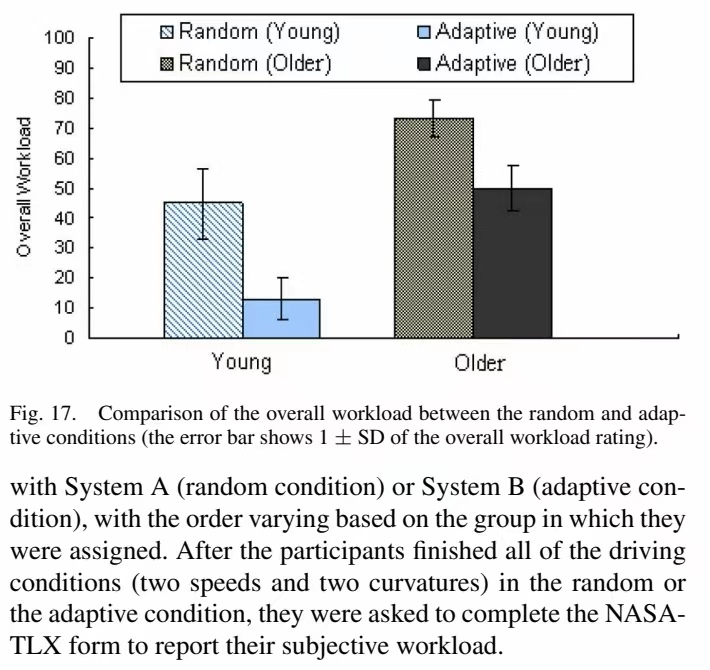 Random (Young) Adaptive (Young)
Random (Older) Adaptive (Older)
100
90
80
70
60
50
40
30
20
10
0
Overall Workload
Young Older
Fig. 17. Comparison of the overall workload between the random and adap-
tive conditions (the error bar shows 1 ± SD of the overall workload rating).
with System A (random condition) or System B (adaptive con-
dition), with the order varying based on the group in which they
were assigned. After the participants finished all of the driving
conditions (two speeds and two curvatures) in the random or
the adaptive condition, they were asked to complete the NASA-
TLX form to report their subjective workload.